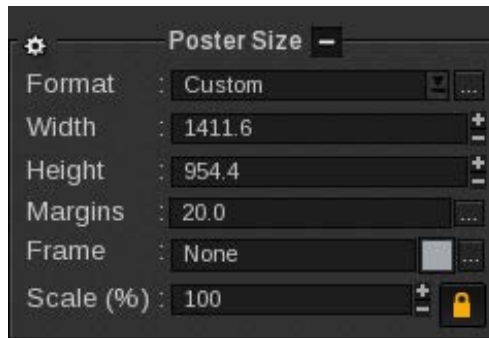 Poster Size
Format : Custom ...
Width : 1411.6
Height : 954.4
Margins : 20.0 ...
Frame : None ...
Scale (%) : 100